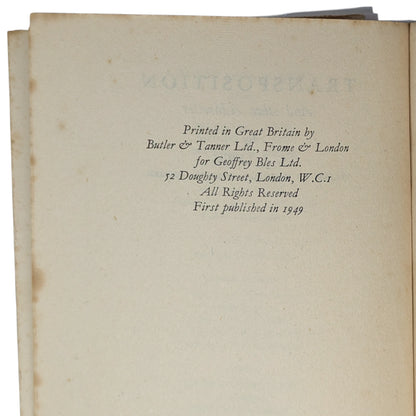 Printed in Great Britain by
Butler & Tanner Ltd., Frome & London
for Geoffrey Bles Ltd.
52 Doughty Street, London, W.C.1
All Rights Reserved
First published in 1949
TRANSPOSITION